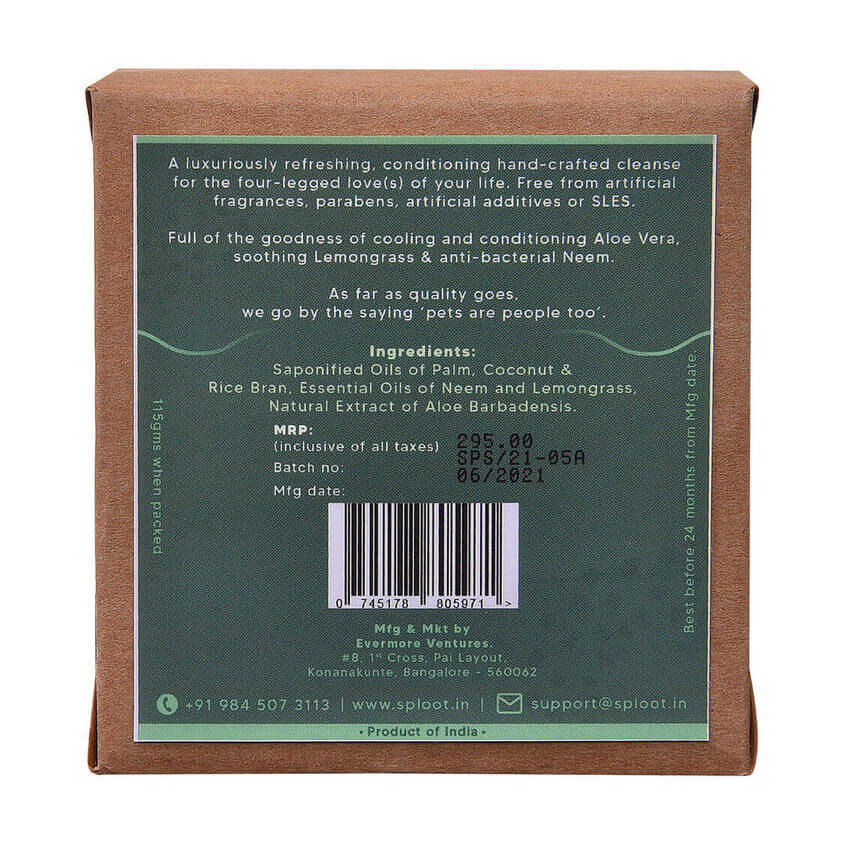 A luxuriously refreshing, conditioning hand-crafted cleanse
for the four-legged love(s) of your life. Free from artificial
fragrances, parabens, artificial additives or SLES.
Full of the goodness of cooling and conditioning Aloe Vera,
soothing Lemongrass & anti-bacterial Neem.
As far as quality goes,
we go by the saying 'pets are people too'.
Ingredients:
Saponified Oils of Palm, Coconut &
Rice Bran, Essential Oils of Neem and Lemongrass,
Natural Extract of Aloe Barbadensis.
MRP:
(inclusive of all taxes) 295.00
Batch no: SPS/21-05A
Mfg date: 06/2021
115gms when packed
Best before 24 months from Mfg date.
0 745178 805971 >
Mfg & Mkt by
Evermore Ventures.
#8, 1st Cross, Pai Layout,
Konanakunte, Bangalore - 560062
+91 984 507 3113 | www.sploot.in | support@sploot.in
• Product of India •